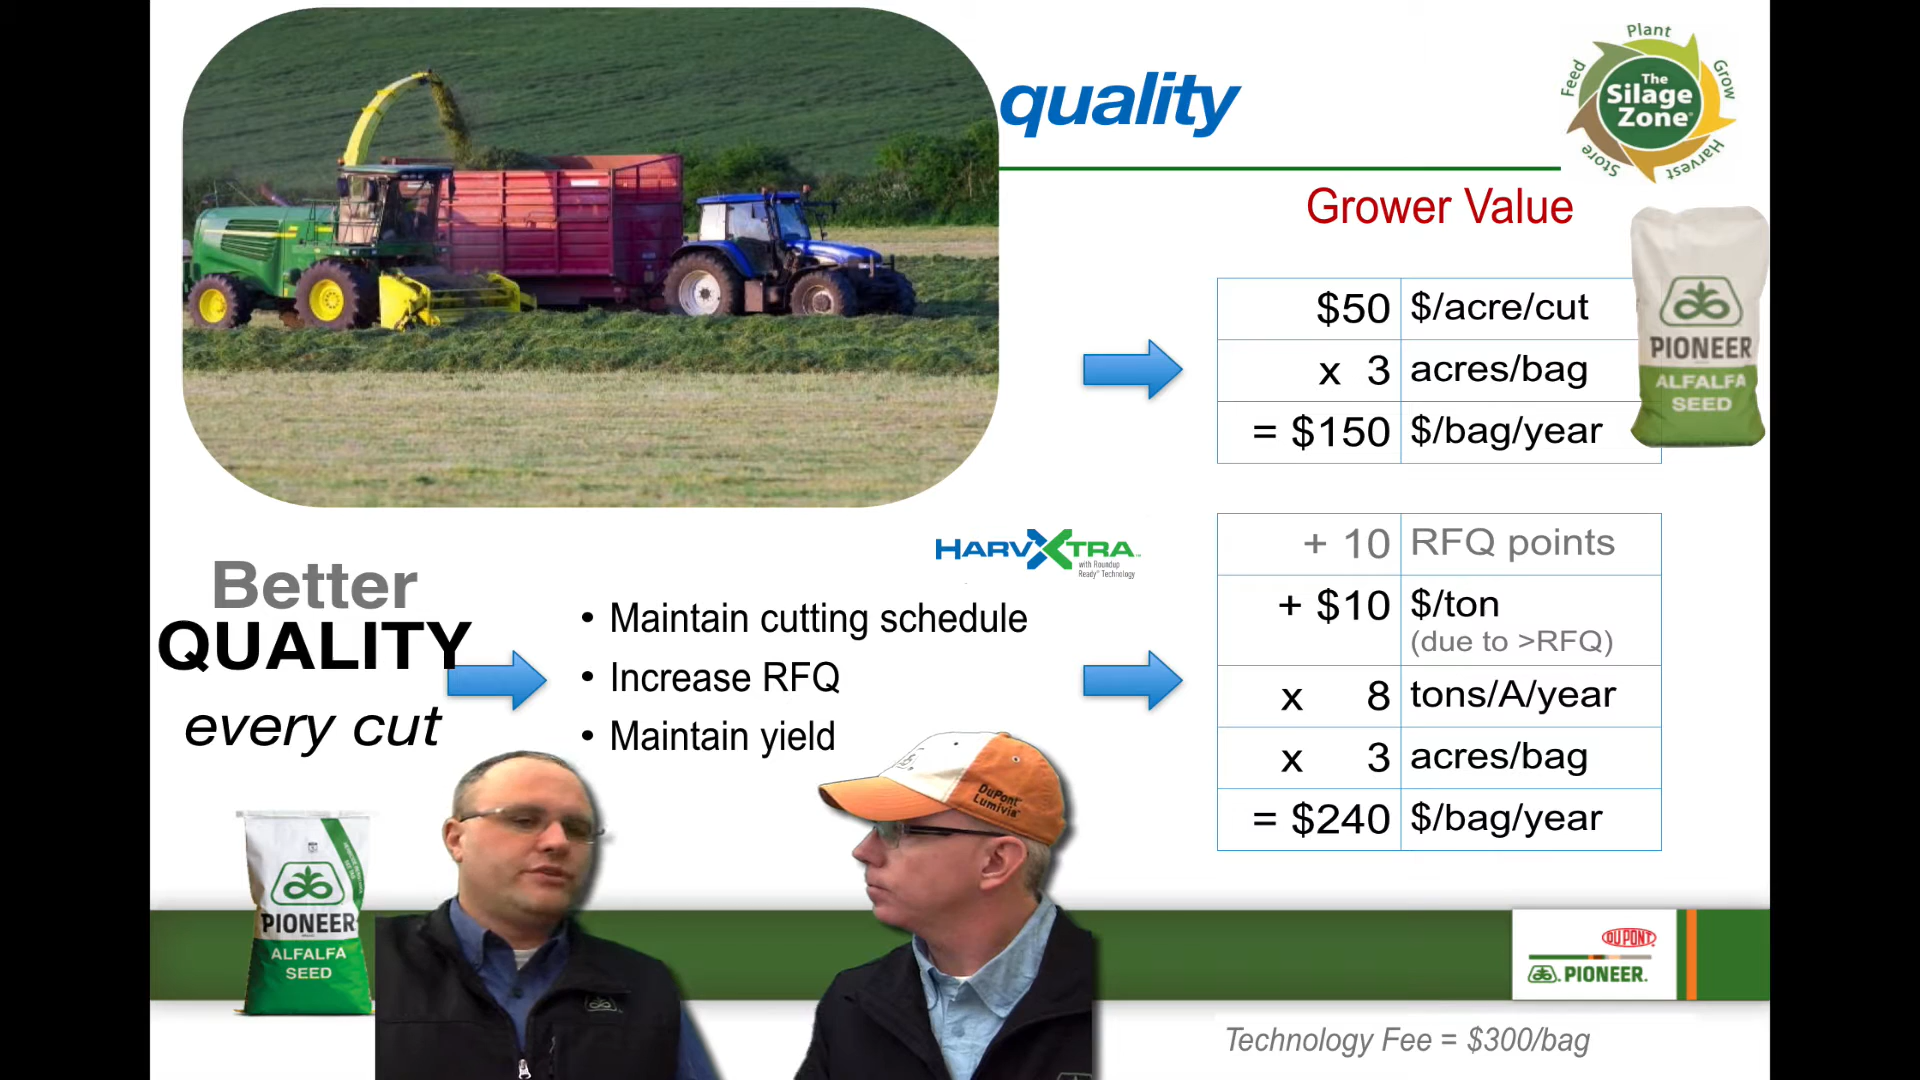 quality
Plant
Grow
Harvest
Store
Feed
The
Silage
Zone
Grower Value
$50 $/acre/cut
x 3 acres/bag
= $150 $/bag/year
PIONEER
ALFALFA
SEED
HARVXTRA™
with Roundup
Ready® Technology
+ 10 RFQ points
+ $10 $/ton
(due to >RFQ)
x 8 tons/A/year
x 3 acres/bag
= $240 $/bag/year
Better
QUALITY
every cut
• Maintain cutting schedule
• Increase RFQ
• Maintain yield
DuPont
Lumivia
PIONEER
ALFALFA
SEED
DUPONT
PIONEER.
Technology Fee = $300/bag